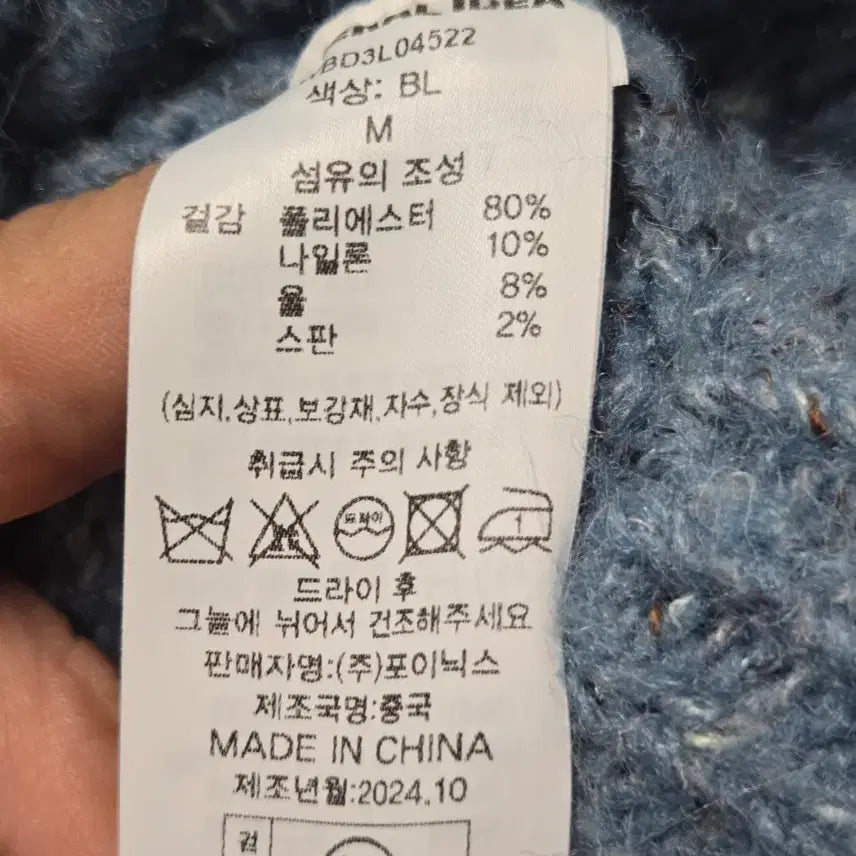 BD3L04522
색상: BL
M
섬유의 조성
겉감 폴리에스터 80%
나일론 10%
울 8%
스판 2%
(심지,상표,보강재,자수,장식 제외)
취급시 주의 사항
드라이 1
드라이 후
그늘에 뉘어서 건조해주세요
판매자명:(주)포이닉스
제조국명:중국
MADE IN CHINA
제조년월:2024.10